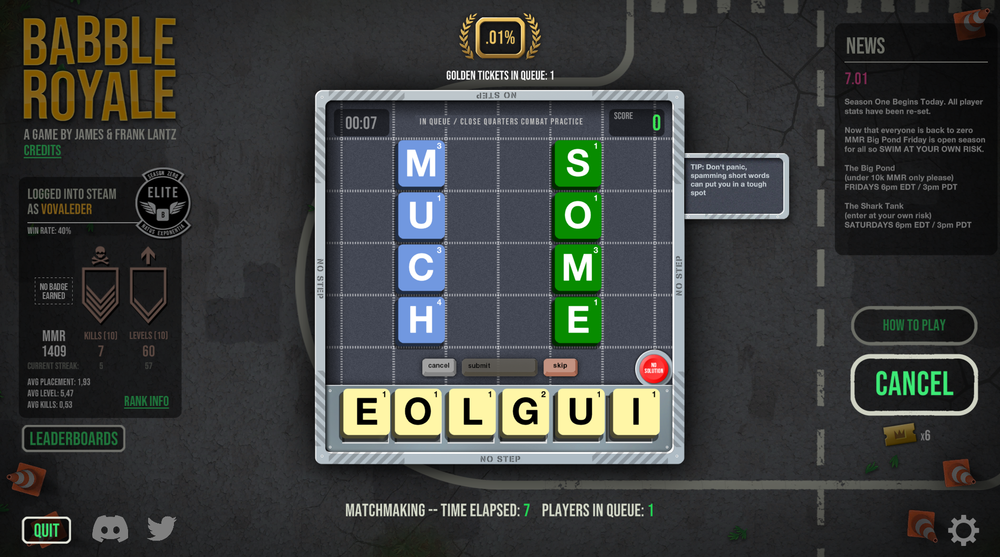 BABBLE
ROYALE
A GAME BY JAMES & FRANK LANTZ
CREDITS
LOGGED INTO STEAM
AS VOVALEDER
SEASON ZERO
ELITE
B
NATUS EXPONENTIA
WIN RATE: 40%
NO BADGE
EARNED
MMR
1409
KILLS (10)
7
LEVELS (10)
60
CURRENT STREAK:
5
57
AVG PLACEMENT: 1,93
AVG LEVEL: 5,47
AVG KILLS: 0,53
RANK INFO
LEADERBOARDS
QUIT
.01%
GOLDEN TICKETS IN QUEUE: 1
NO STEP
NO STEP
NO STEP
00:07
IN QUEUE / CLOSE QUARTERS COMBAT PRACTICE
SCORE
0
M 3
S 1
U 1
O 1
C 3
M 3
H 4
E 1
cancel
submit
skip
NO
SOLUTION
E 1
O 1
L 1
G 2
U 1
I 1
NO STEP
TIP: Don't panic,
spamming short words
can put you in a tough
spot
MATCHMAKING -- TIME ELAPSED: 7 PLAYERS IN QUEUE: 1
NEWS
7.01
Season One Begins Today. All player
stats have been re-set.
Now that everyone is back to zero
MMR Big Pond Friday is open season
for all so SWIM AT YOUR OWN RISK.
The Big Pond
(under 10k MMR only please)
FRIDAYS 6pm EDT / 3pm PDT
The Shark Tank
(enter at your own risk)
SATURDAYS 6pm EDT / 3pm PDT
HOW TO PLAY
CANCEL
x6